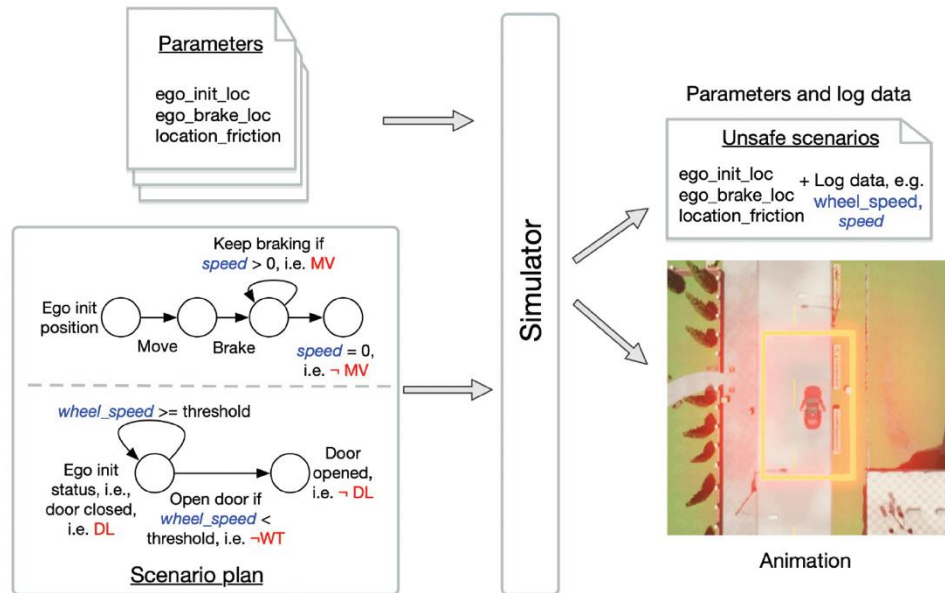 Parameters
ego_init_loc
ego_brake_loc
location_friction
Keep braking if
speed > 0, i.e. MV
Ego init
position
Move
Brake
speed = 0,
i.e. ¬ MV
wheel_speed >= threshold
Ego init
status, i.e.,
door closed,
i.e. DL
Open door if
wheel_speed <
threshold, i.e. ¬WT
Door
opened,
i.e. ¬ DL
Scenario plan
Simulator
Parameters and log data
Unsafe scenarios
ego_init_loc
ego_brake_loc
location_friction
+ Log data, e.g.
wheel_speed,
speed
Animation